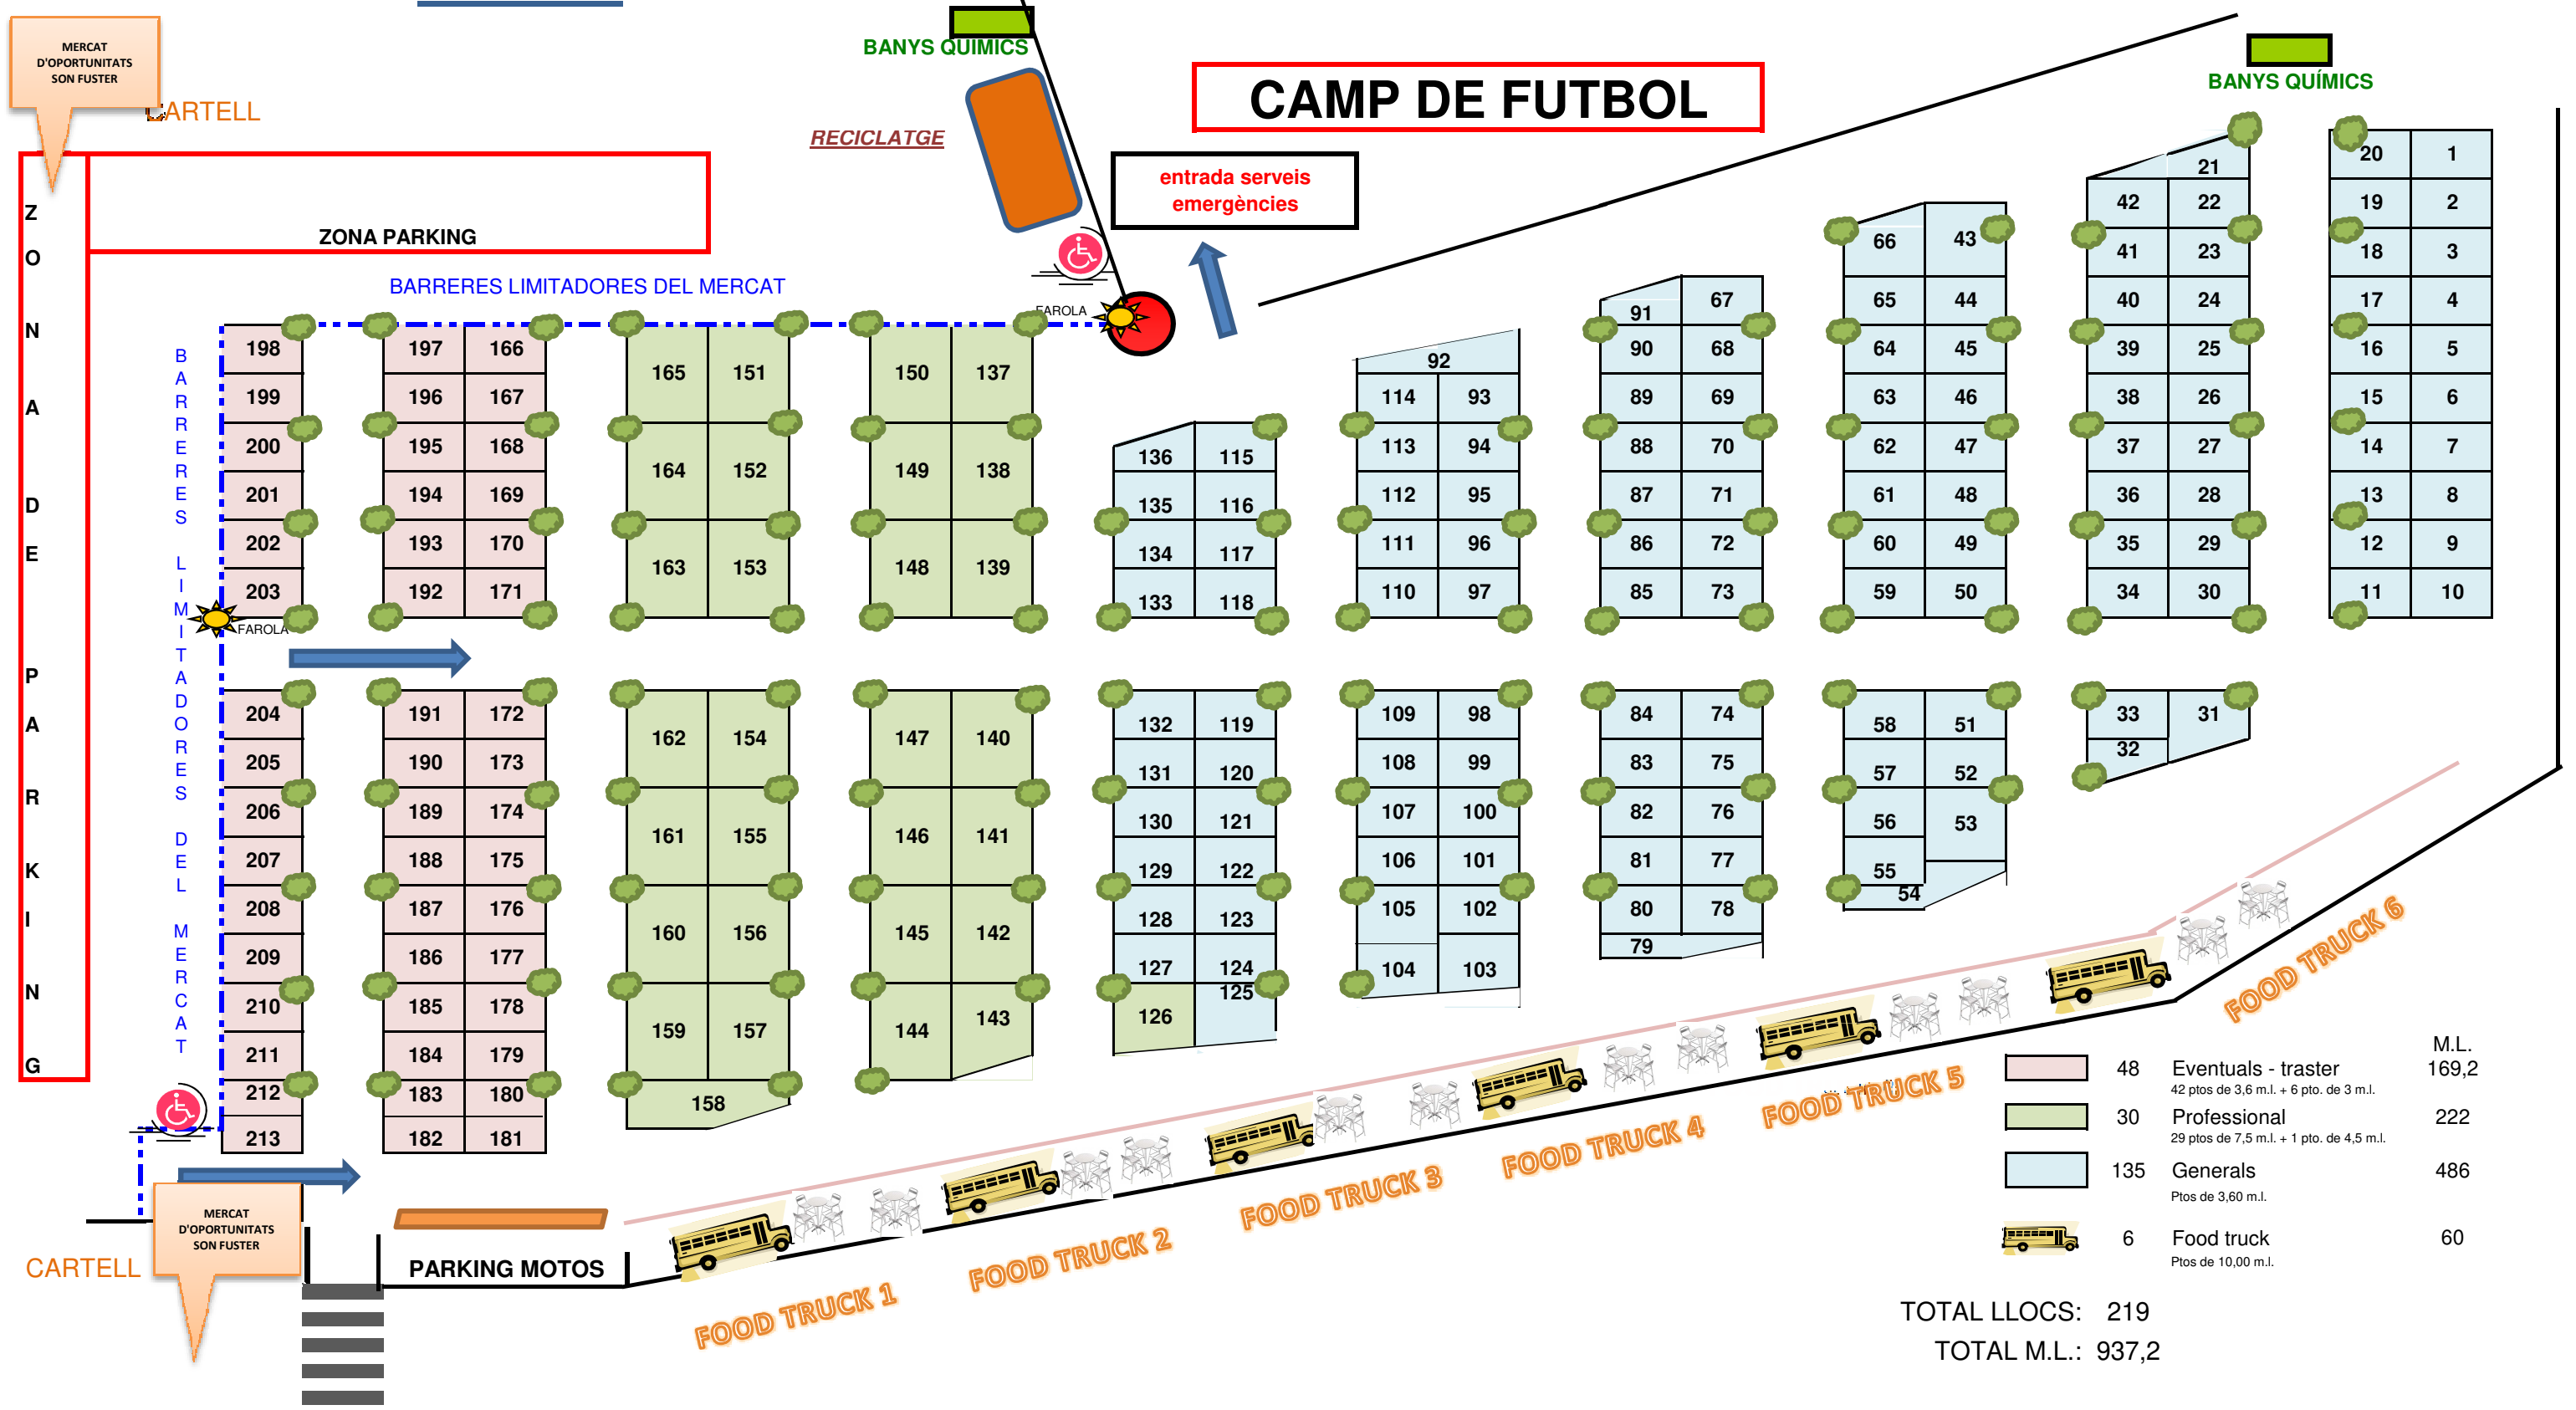 MERCAT
D'OPORTUNITATS
SON FUSTER
CARTELL
BANYS QUIMICS
RECICLATGE
CAMP DE FUTBOL
BANYS QUÍMICS
entrada serveis
emergències
ZONA PARKING
ZONA DE PARKING
BARRERES LIMITADORES DEL MERCAT
FAROLA
BARRERES LIMITADORES DEL MERCAT
FAROLA
20 1
21
19 2
42 22
18 3
41 23
66 43
17 4
40 24
65 44
91 67
16 5
39 25
64 45
90 68
92
198 197 166 165 151 150 137
15 6
38 26
63 46
89 69
114 93
199 196 167
14 7
37 27
62 47
88 70
113 94
136 115
200 195 168 164 152 149 138
13 8
36 28
61 48
87 71
112 95
135 116
201 194 169
12 9
35 29
60 49
86 72
111 96
134 117
202 193 170 163 153 148 139
11 10
34 30
59 50
85 73
110 97
133 118
203 192 171
204 191 172 162 154 147 140 132 119 109 98 84 74 58 51 33 31
32
205 190 173 131 120 108 99 83 75 57 52
206 189 174 161 155 146 141 130 121 107 100 82 76 56 53
207 188 175 129 122 106 101 81 77 55
54
208 187 176 160 156 145 142 128 123 105 102 80 78
79
209 186 177 127 124 104 103
125
210 185 178 159 157 144 143 126
211 184 179
212 183 180 158
213 182 181
MERCAT
D'OPORTUNITATS
SON FUSTER
CARTELL
PARKING MOTOS
FOOD TRUCK 1
FOOD TRUCK 2
FOOD TRUCK 3
FOOD TRUCK 4
FOOD TRUCK 5
FOOD TRUCK 6
M.L.
48 Eventuals - traster 169,2
42 ptos de 3,6 m.l. + 6 pto. de 3 m.l.
30 Professional 222
29 ptos de 7,5 m.l. + 1 pto. de 4,5 m.l.
135 Generals 486
Ptos de 3,60 m.l.
6 Food truck 60
Ptos de 10,00 m.l.
TOTAL LLOCS: 219
TOTAL M.L.: 937,2